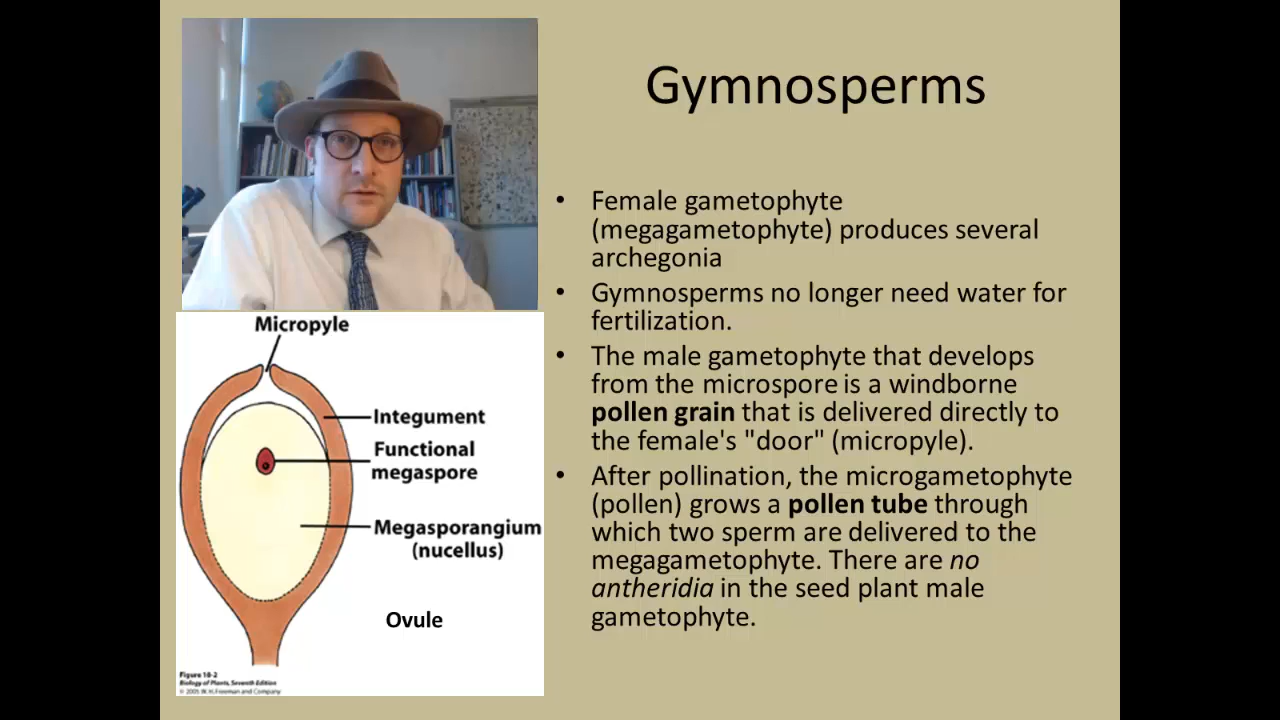 Gymnosperms
• Female gametophyte
(megagametophyte) produces several
archegonia
• Gymnosperms no longer need water for
fertilization.
• The male gametophyte that develops
from the microspore is a windborne
pollen grain that is delivered directly to
the female's "door" (micropyle).
• After pollination, the microgametophyte
(pollen) grows a pollen tube through
which two sperm are delivered to the
megagametophyte. There are no
antheridia in the seed plant male
gametophyte.
Micropyle
Integument
Functional
megaspore
Megasporangium
(nucellus)
Ovule
Figure 18-2
Biology of Plants, Seventh Edition
© 2005 W.H. Freeman and Company